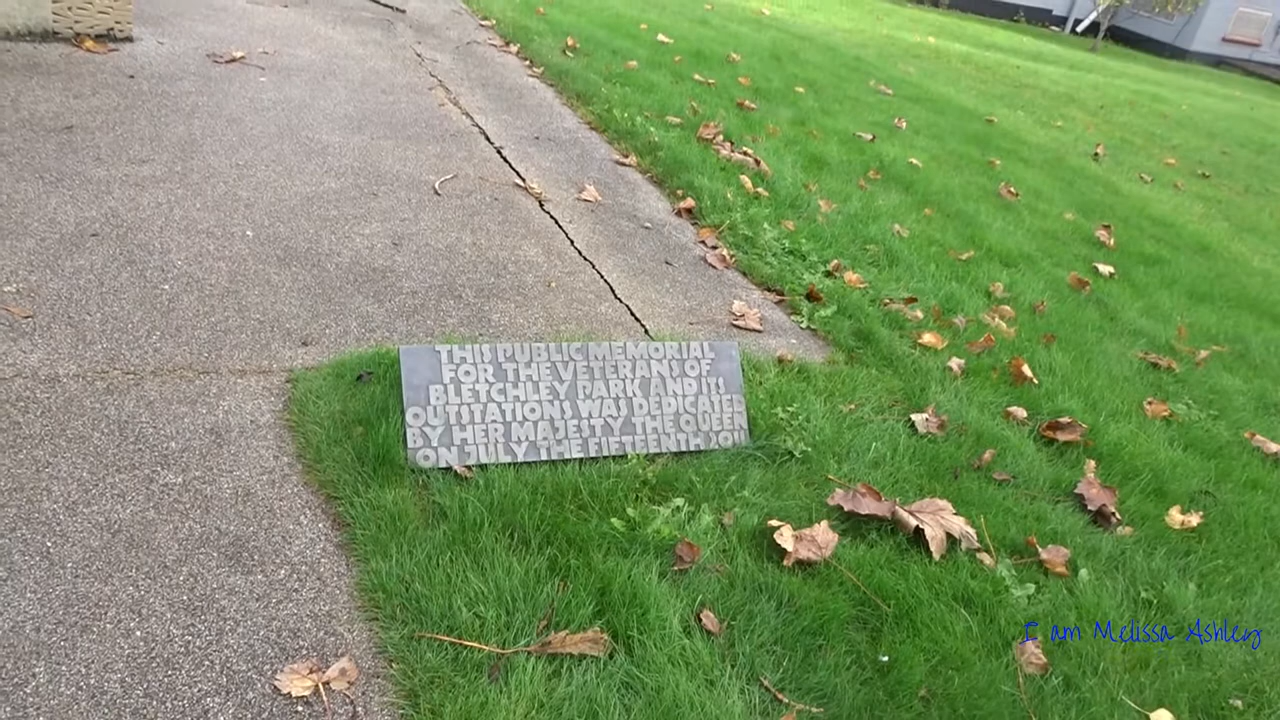 THIS PUBLIC MEMORIAL
FOR THE VETERANS OF
BLETCHLEY PARK AND ITS
OUTSTATIONS WAS DEDICATED
BY HER MAJESTY THE QUEEN
ON JULY THE FIFTEENTH 2011
I am Melissa Ashley